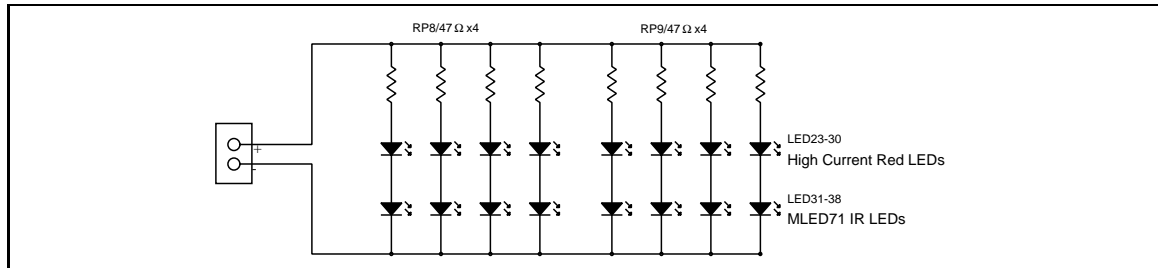 RP8/47 Ω x4
RP9/47 Ω x4
+
-
LED23-30
High Current Red LEDs
LED31-38
MLED71 IR LEDs